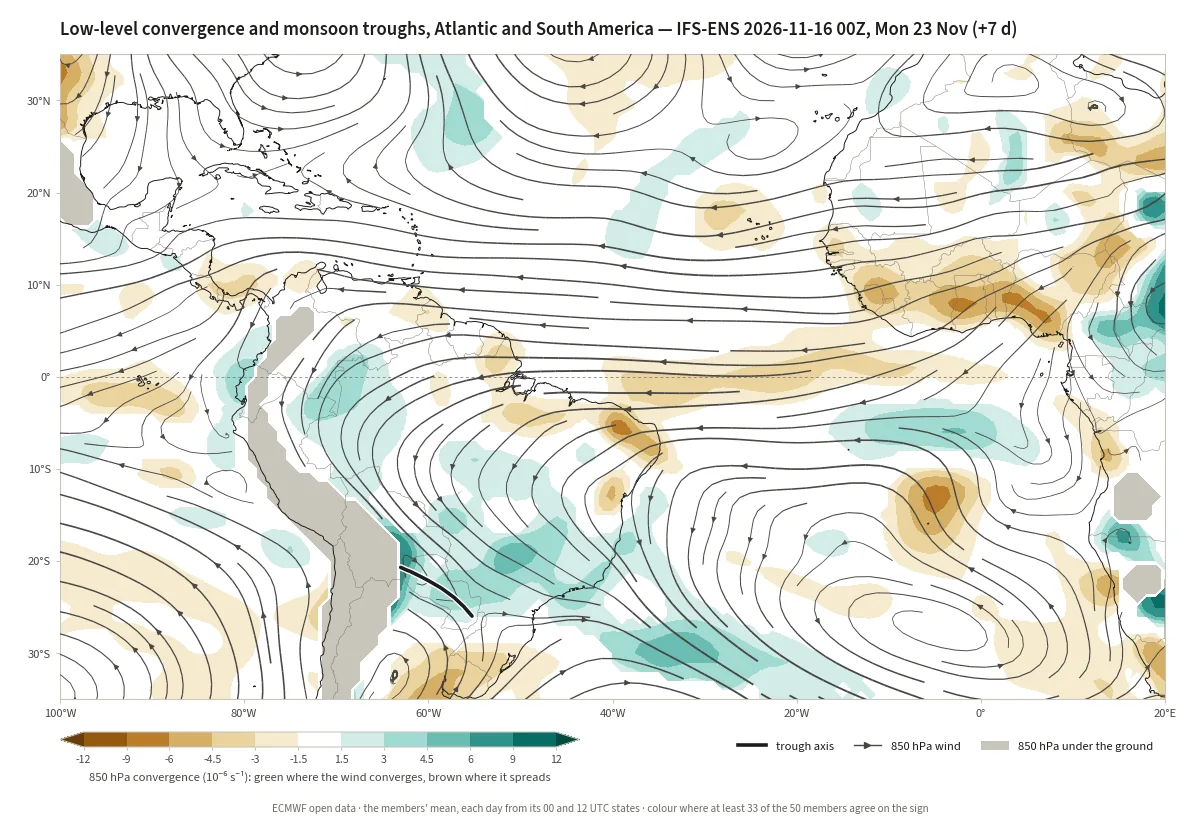 Low-level convergence and monsoon troughs, Atlantic and South America — IFS-ENS 2026-11-16 00Z, Mon 23 Nov (+7 d)
30°N
20°N
10°N
0°
10°S
20°S
30°S
100°W 80°W 60°W 40°W 20°W 0° 20°E
-12 -9 -6 -4.5 -3 -1.5 1.5 3 4.5 6 9 12
850 hPa convergence (10⁻⁶ s⁻¹): green where the wind converges, brown where it spreads
trough axis 850 hPa wind 850 hPa under the ground
ECMWF open data · the members' mean, each day from its 00 and 12 UTC states · colour where at least 33 of the 50 members agree on the sign